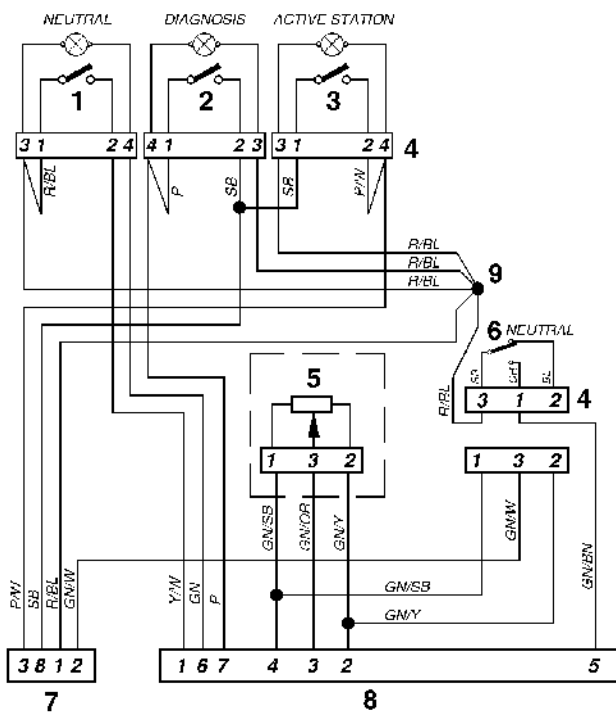 NEUTRAL DIAGNOSIS ACTIVE STATION
1 2 3
3 1 2 4 4 1 2 3 3 1 2 4 4
R/BL P SB SB P/W
R/BL
R/BL
R/BL
9
6 NEUTRAL
SB BL
R/BL
5
3 1 2 4
1 3 2 1 3 2
GN/SB GN/OR GN/Y GN/W
GN/SB
GN/Y
GN/BN
P/W SB R/BL GN/W Y/W GN P
3 8 1 2 1 6 7 4 3 2 5
7 8